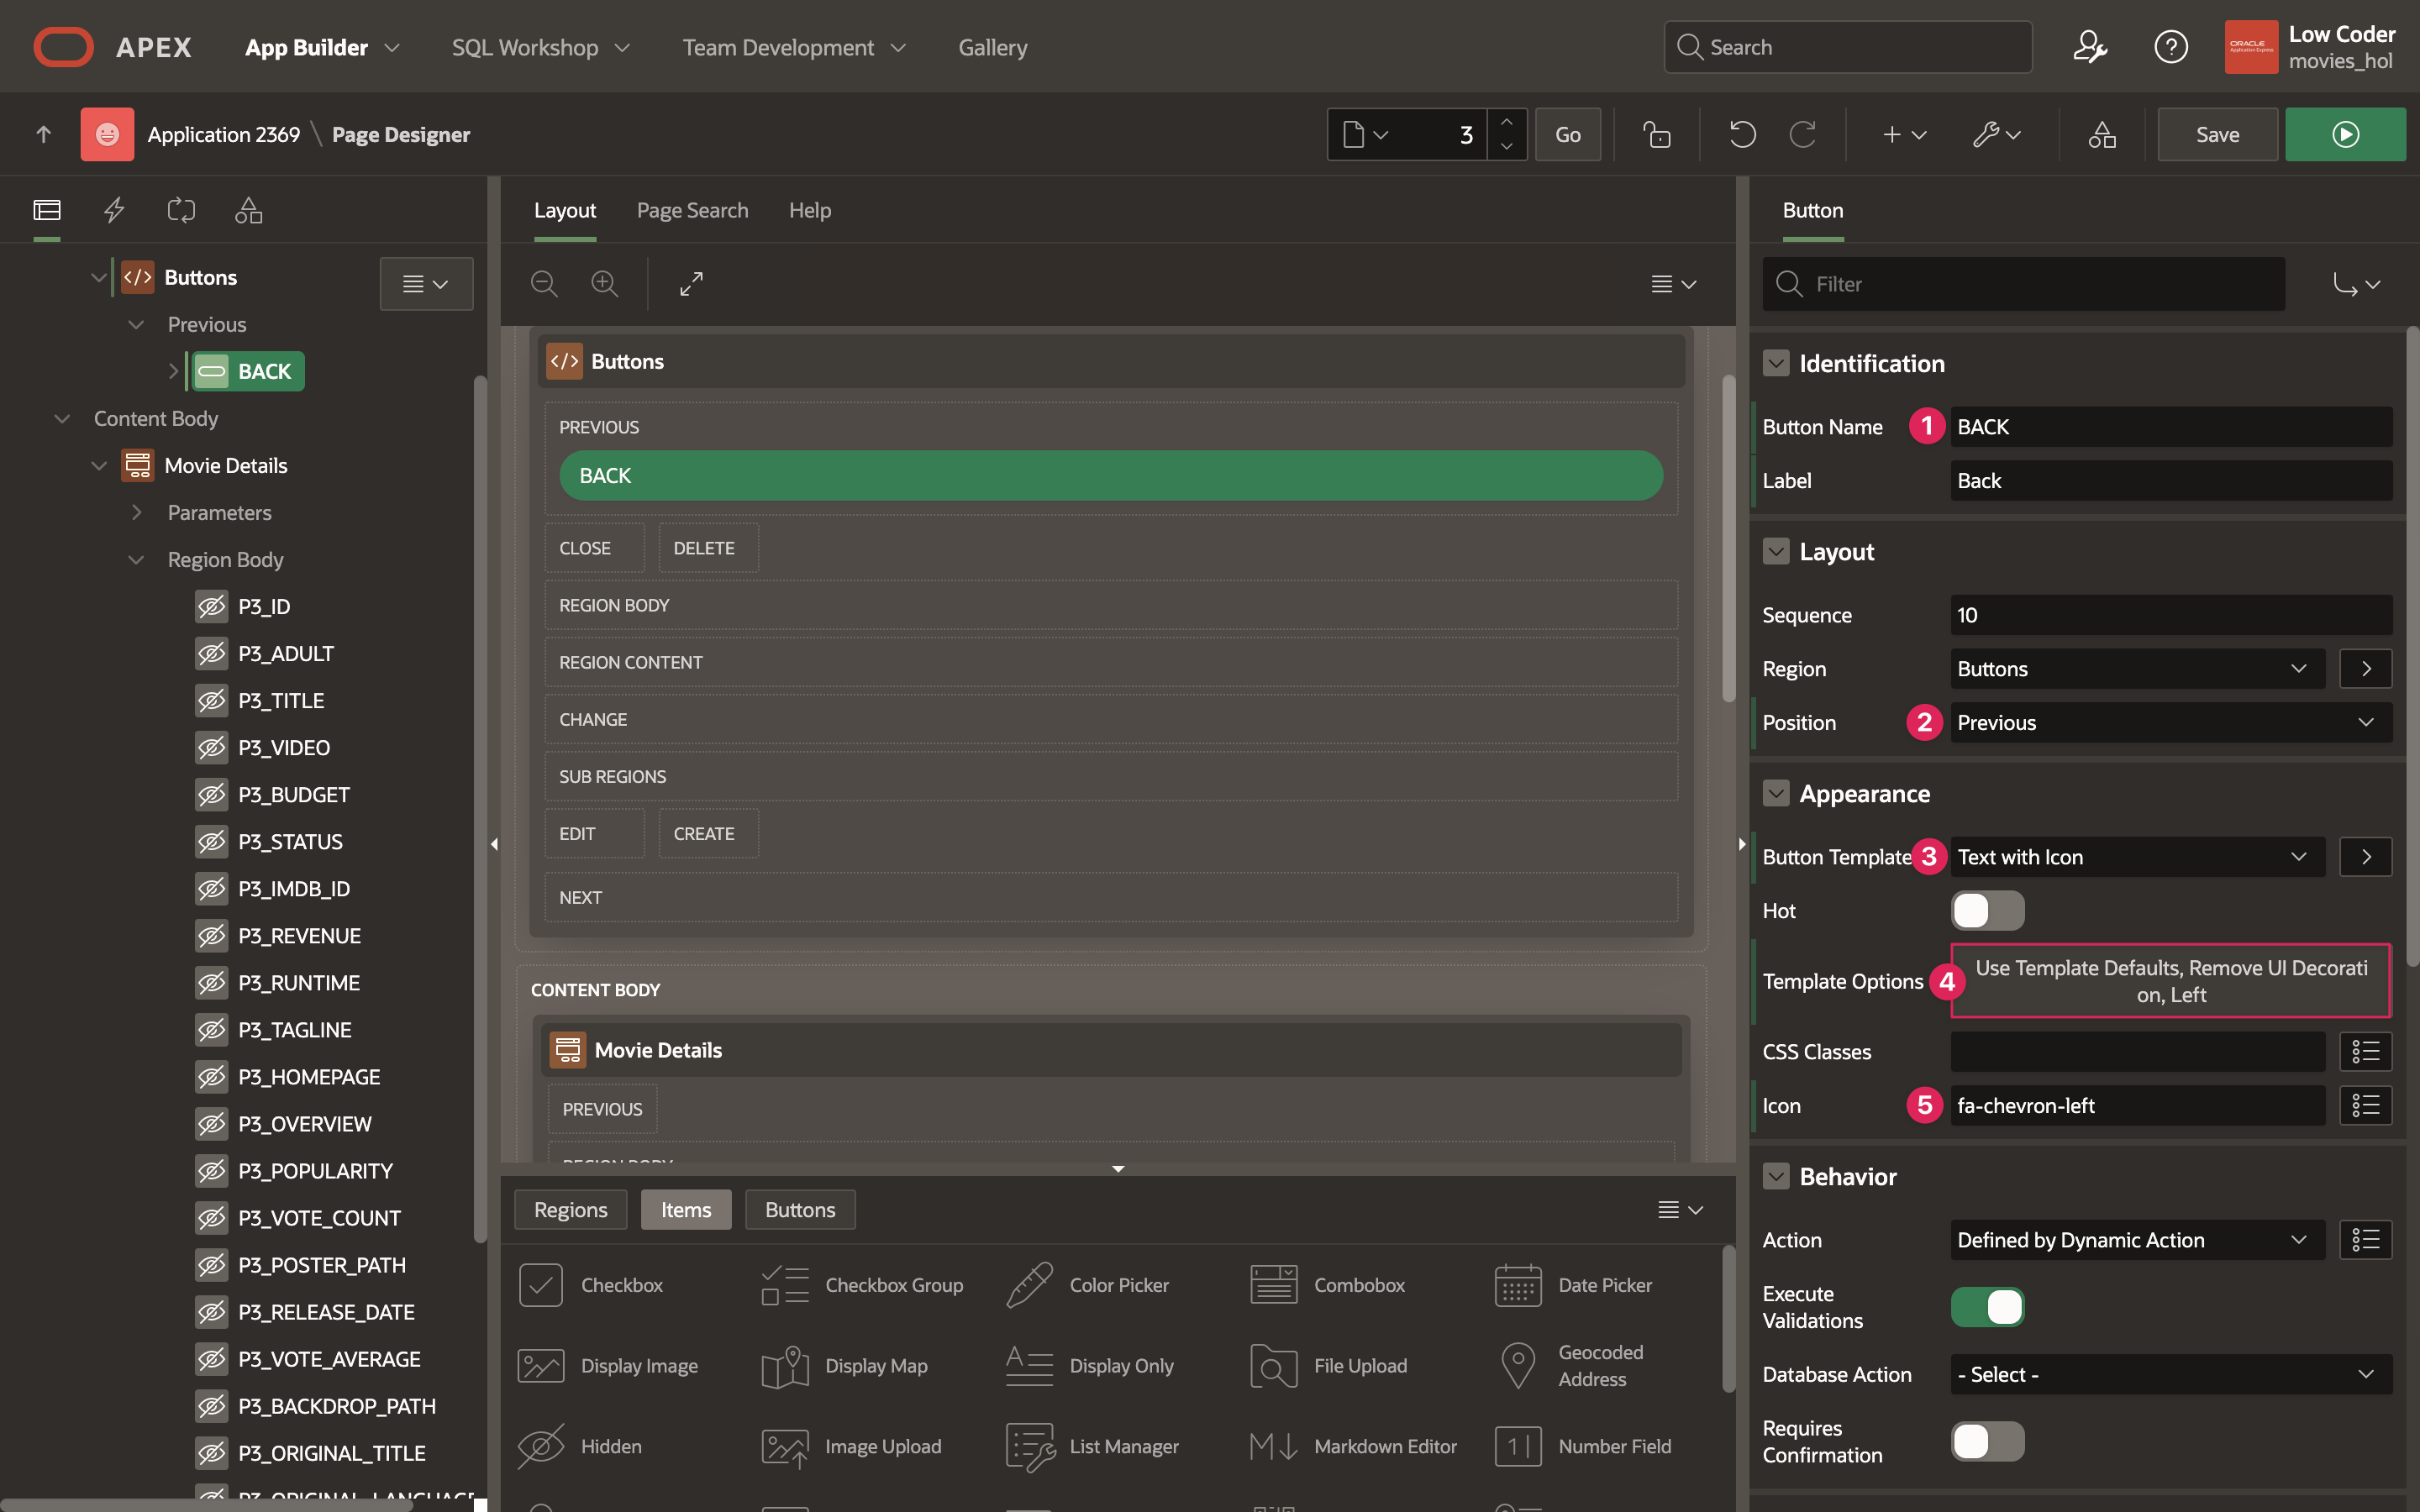 APEX
App Builder
SQL Workshop
Team Development
Gallery
Search
ORACLE
Application Express
Low Coder
movies_hol
Application 2369 \ Page Designer
3
Go
Save
Buttons
Previous
BACK
Content Body
Movie Details
Parameters
Region Body
P3_ID
P3_ADULT
P3_TITLE
P3_VIDEO
P3_BUDGET
P3_STATUS
P3_IMDB_ID
P3_REVENUE
P3_RUNTIME
P3_TAGLINE
P3_HOMEPAGE
P3_OVERVIEW
P3_POPULARITY
P3_VOTE_COUNT
P3_POSTER_PATH
P3_RELEASE_DATE
P3_VOTE_AVERAGE
P3_BACKDROP_PATH
P3_ORIGINAL_TITLE
P3_ORIGINAL_LANGUAGE
Layout
Page Search
Help
Buttons
PREVIOUS
BACK
CLOSE
DELETE
REGION BODY
REGION CONTENT
CHANGE
SUB REGIONS
EDIT
CREATE
NEXT
CONTENT BODY
Movie Details
PREVIOUS
REGION BODY
Regions
Items
Buttons
Checkbox
Checkbox Group
Color Picker
Combobox
Date Picker
Display Image
Display Map
Display Only
File Upload
Geocoded
Address
Hidden
Image Upload
List Manager
Markdown Editor
Number Field
Button
Filter
Identification
Button Name 1 BACK
Label Back
Layout
Sequence 10
Region Buttons
Position 2 Previous
Appearance
Button Template 3 Text with Icon
Hot
Template Options 4 Use Template Defaults, Remove UI Decorati
on, Left
CSS Classes
Icon 5 fa-chevron-left
Behavior
Action Defined by Dynamic Action
Execute
Validations
Database Action - Select -
Requires
Confirmation